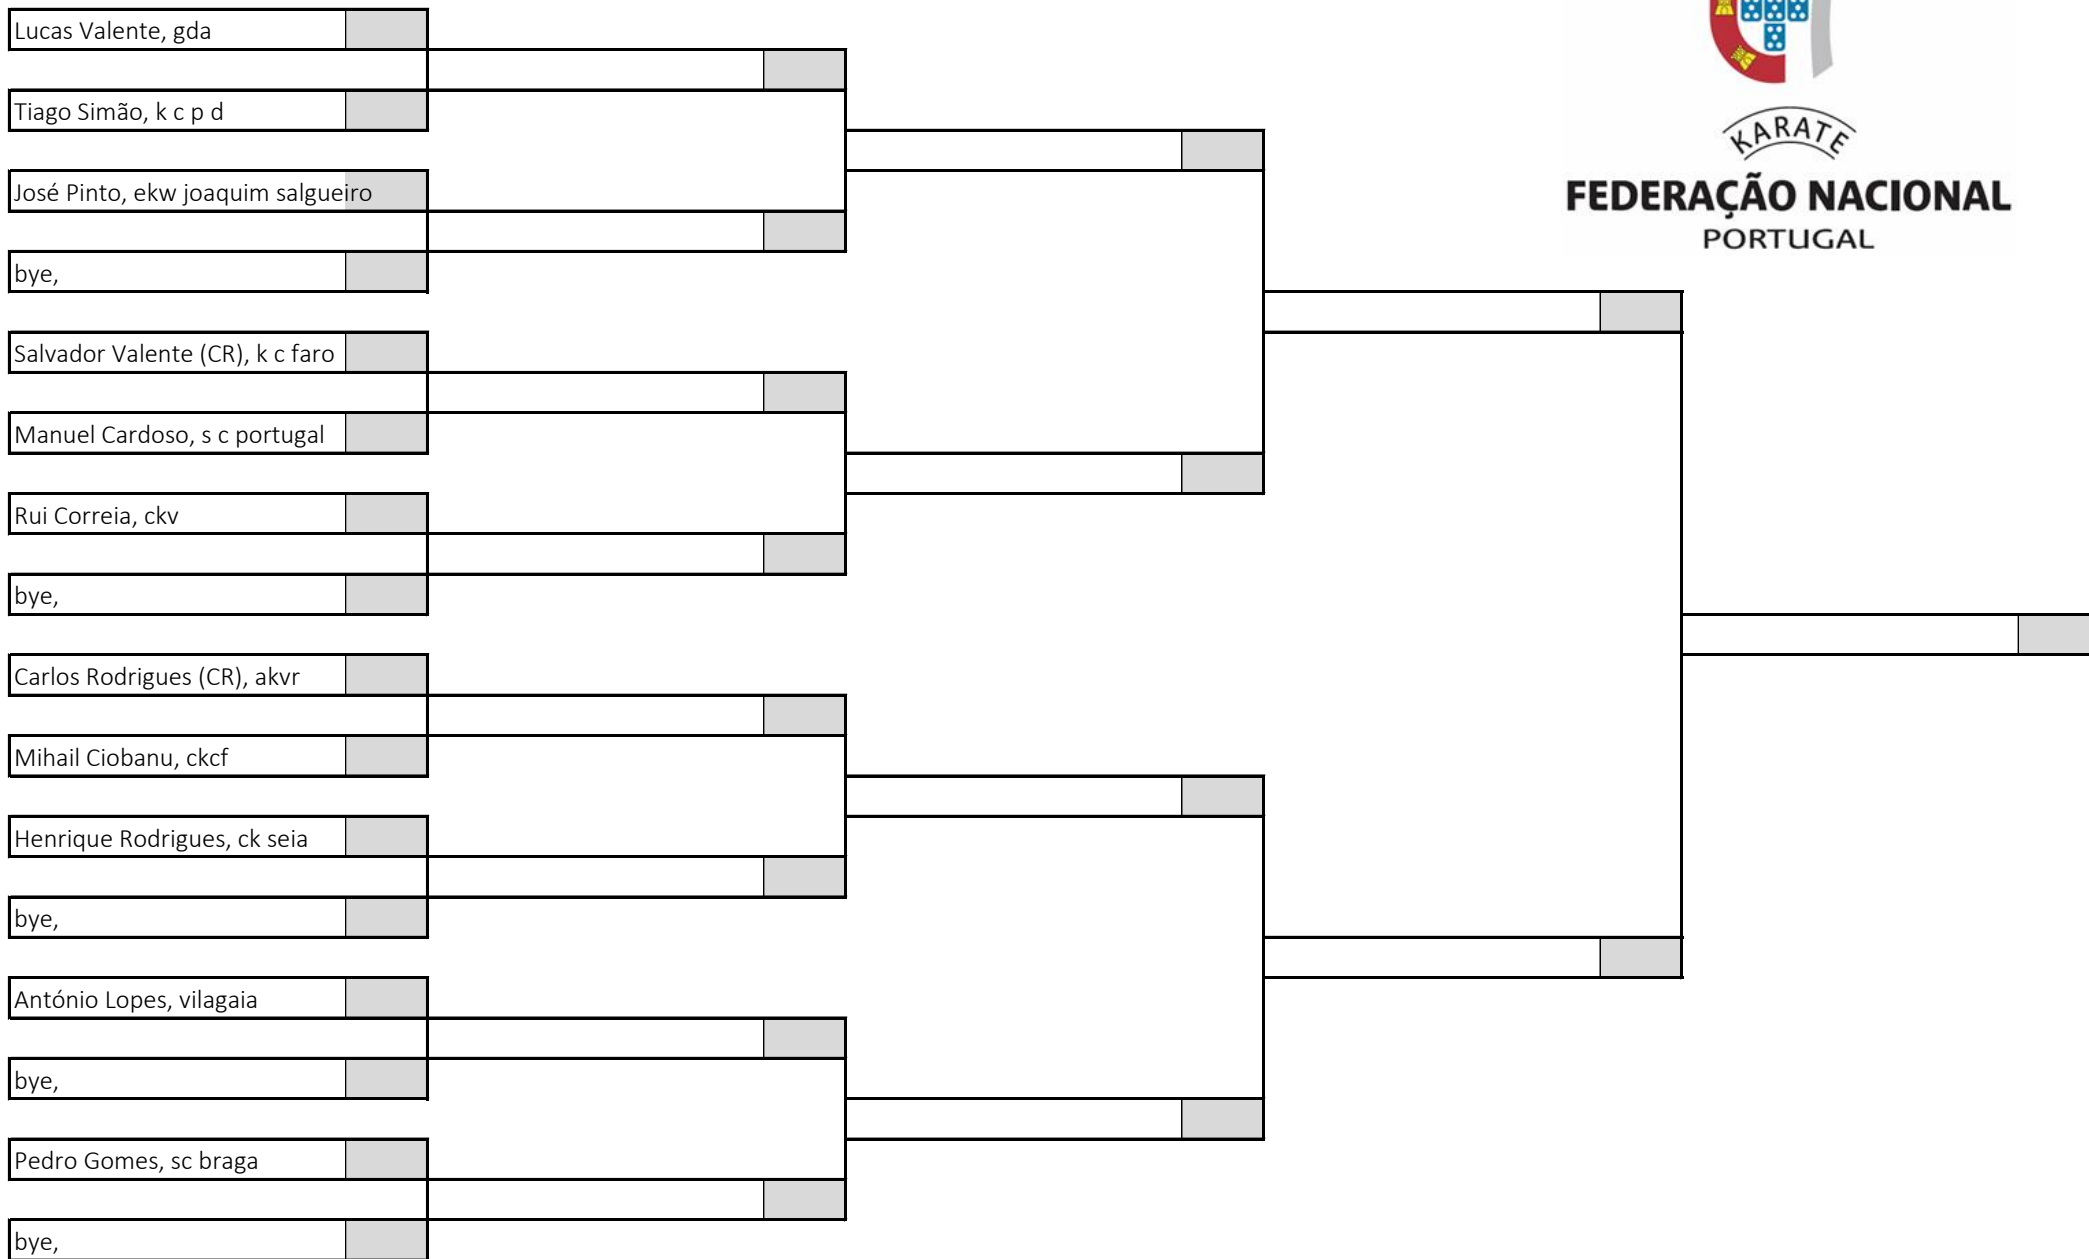 Lucas Valente, gda
Tiago Simão, k c p d
José Pinto, ekw joaquim salgueiro
bye,
Salvador Valente (CR), k c faro
Manuel Cardoso, s c portugal
Rui Correia, ckv
bye,
Carlos Rodrigues (CR), akvr
Mihail Ciobanu, ckcf
Henrique Rodrigues, ck seia
bye,
António Lopes, vilagaia
bye,
Pedro Gomes, sc braga
bye,
KARATE
FEDERAÇÃO NACIONAL
PORTUGAL